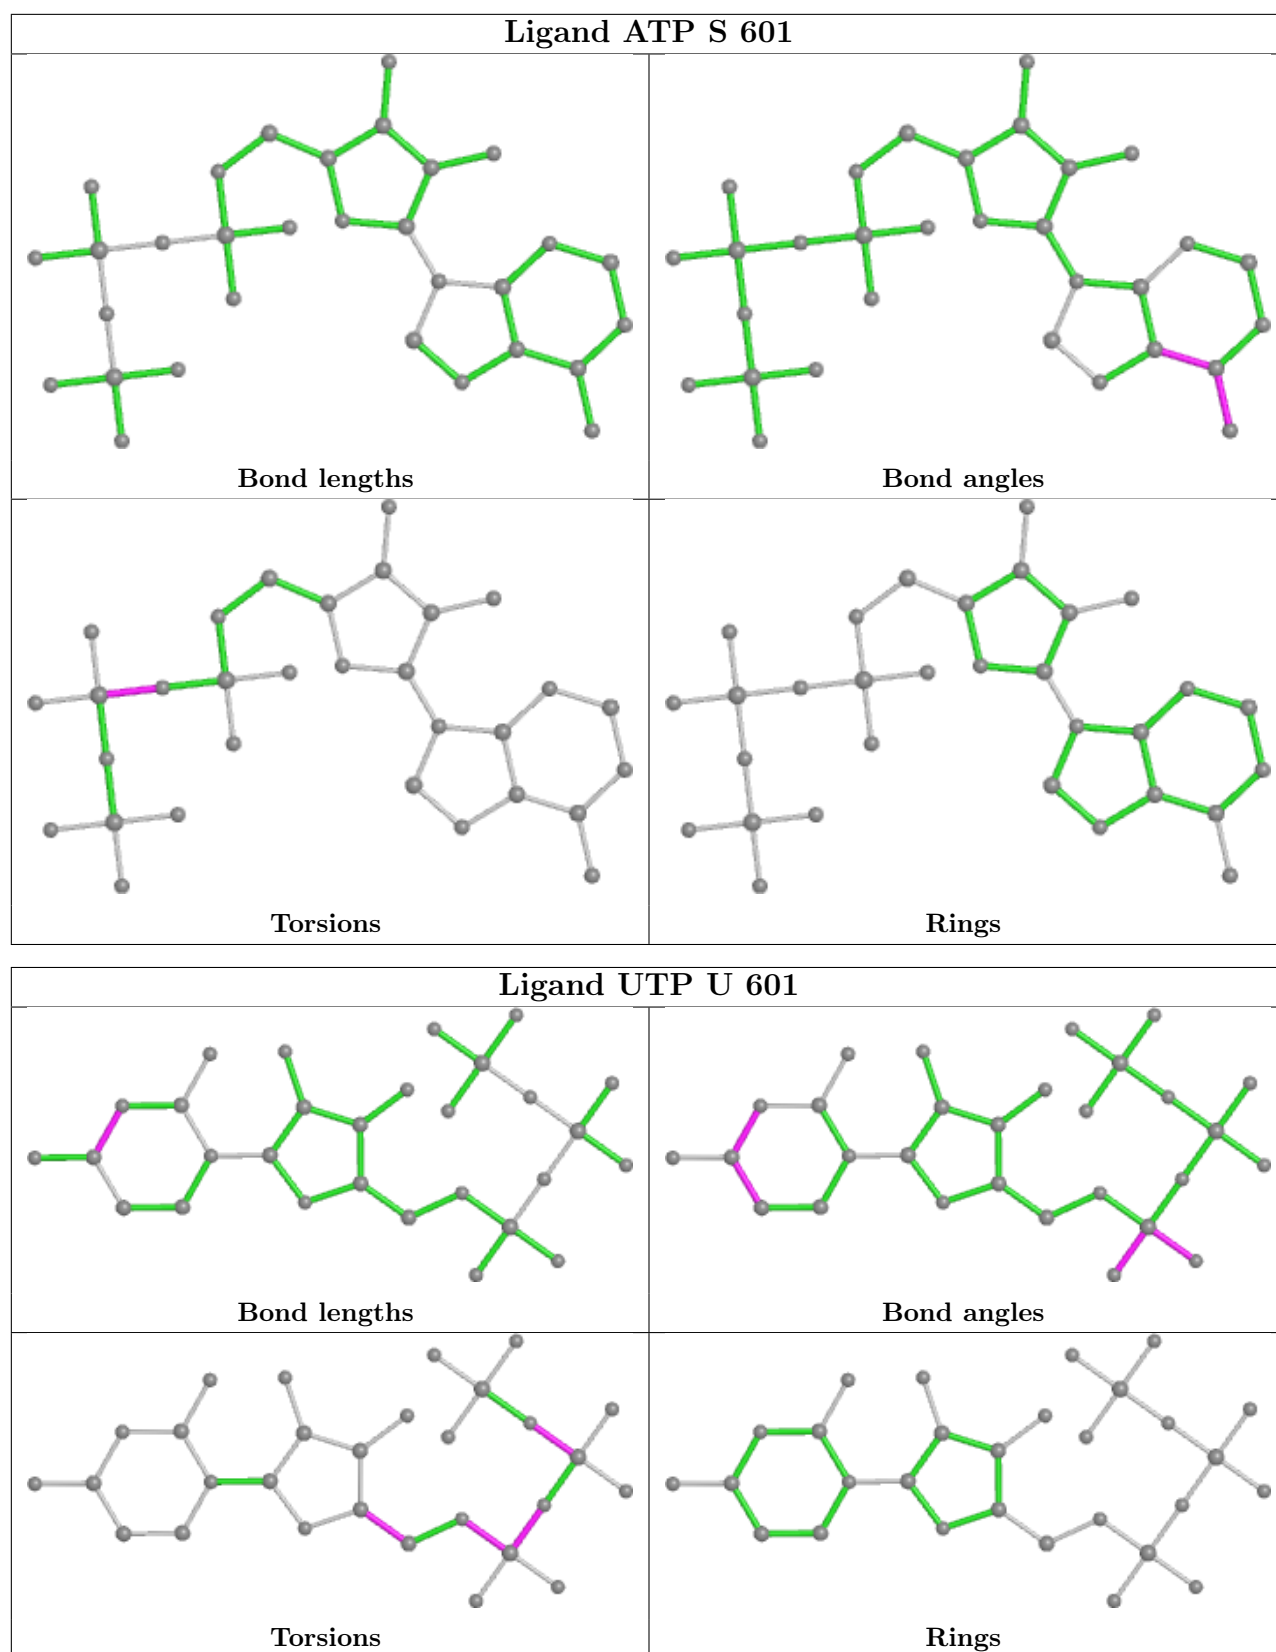 Ligand ATP S 601
Bond lengths
Bond angles
Torsions
Rings
Ligand UTP U 601
Bond lengths
Bond angles
Torsions
Rings